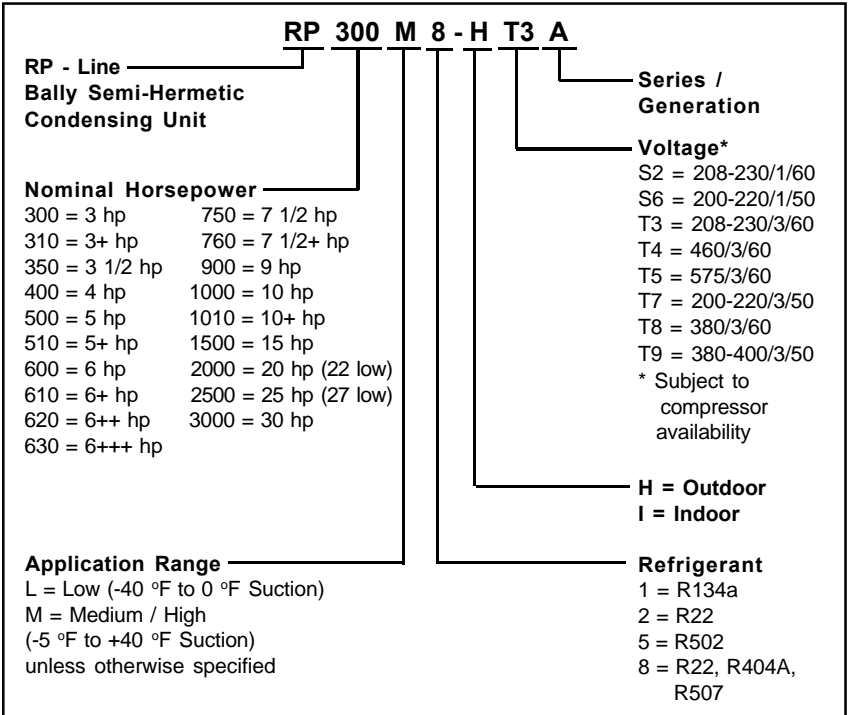 RP 300 M 8 - H T3 A
RP - Line
Bally Semi-Hermetic
Condensing Unit
Nominal Horsepower
300 = 3 hp 750 = 7 1/2 hp
310 = 3+ hp 760 = 7 1/2+ hp
350 = 3 1/2 hp 900 = 9 hp
400 = 4 hp 1000 = 10 hp
500 = 5 hp 1010 = 10+ hp
510 = 5+ hp 1500 = 15 hp
600 = 6 hp 2000 = 20 hp (22 low)
610 = 6+ hp 2500 = 25 hp (27 low)
620 = 6++ hp 3000 = 30 hp
630 = 6+++ hp
Application Range
L = Low (-40 ºF to 0 ºF Suction)
M = Medium / High
(-5 ºF to +40 ºF Suction)
unless otherwise specified
Series /
Generation
Voltage*
S2 = 208-230/1/60
S6 = 200-220/1/50
T3 = 208-230/3/60
T4 = 460/3/60
T5 = 575/3/60
T7 = 200-220/3/50
T8 = 380/3/60
T9 = 380-400/3/50
* Subject to
compressor
availability
H = Outdoor
I = Indoor
Refrigerant
1 = R134a
2 = R22
5 = R502
8 = R22, R404A,
R507